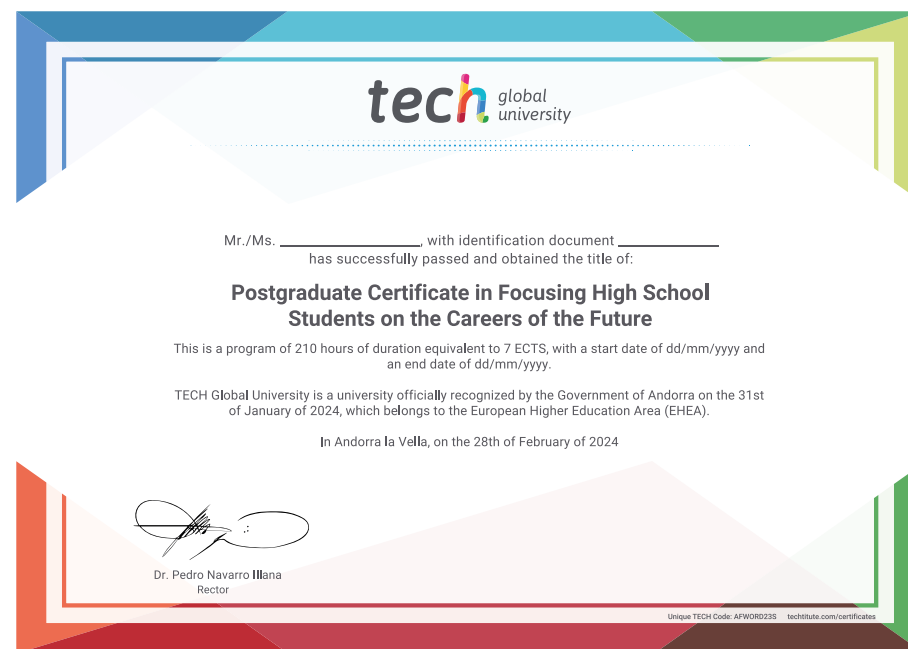 tech global
university
Mr./Ms. ____________________, with identification document ______________
has successfully passed and obtained the title of:
Postgraduate Certificate in Focusing High School
Students on the Careers of the Future
This is a program of 210 hours of duration equivalent to 7 ECTS, with a start date of dd/mm/yyyy and
an end date of dd/mm/yyyy.
TECH Global University is a university officially recognized by the Government of Andorra on the 31st
of January of 2024, which belongs to the European Higher Education Area (EHEA).
In Andorra la Vella, on the 28th of February of 2024
Dr. Pedro Navarro Illana
Rector
Unique TECH Code: AFWORD23S techtitute.com/certificates